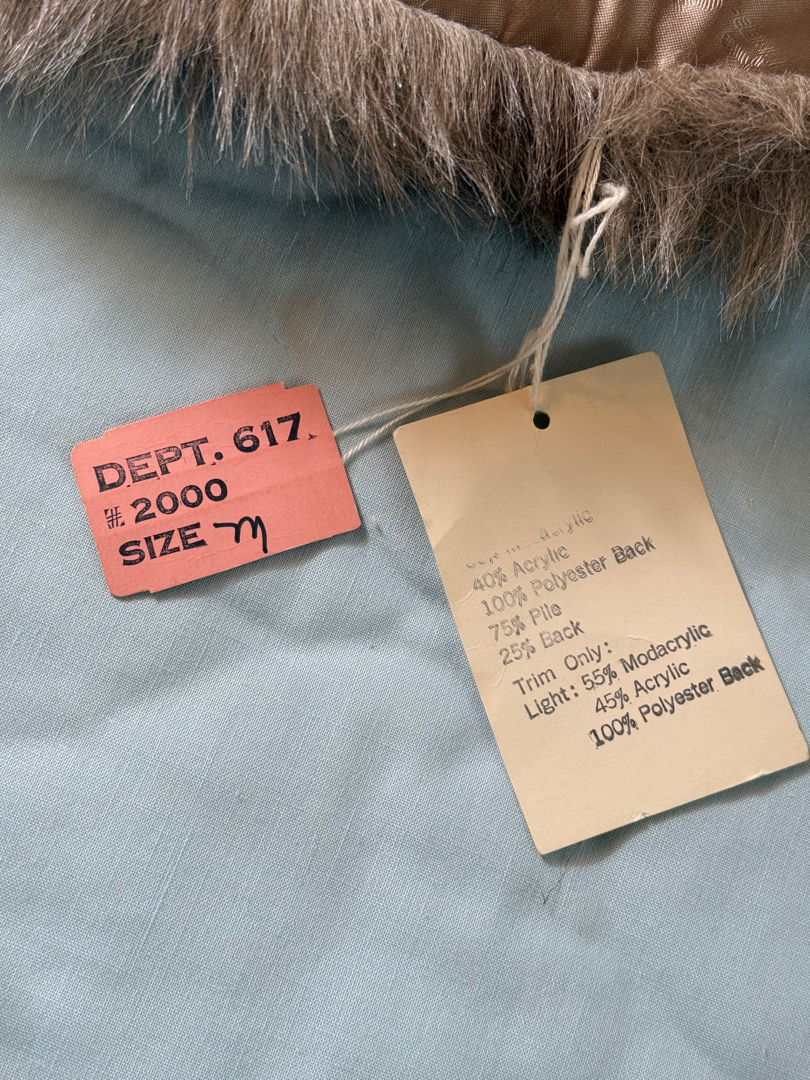 DEPT. 617.
# 2000
SIZE M
Modacrylic
40% Acrylic
100% Polyester Back
75% Pile
25% Back
Trim Only:
Light: 55% Modacrylic
45% Acrylic
100% Polyester Back